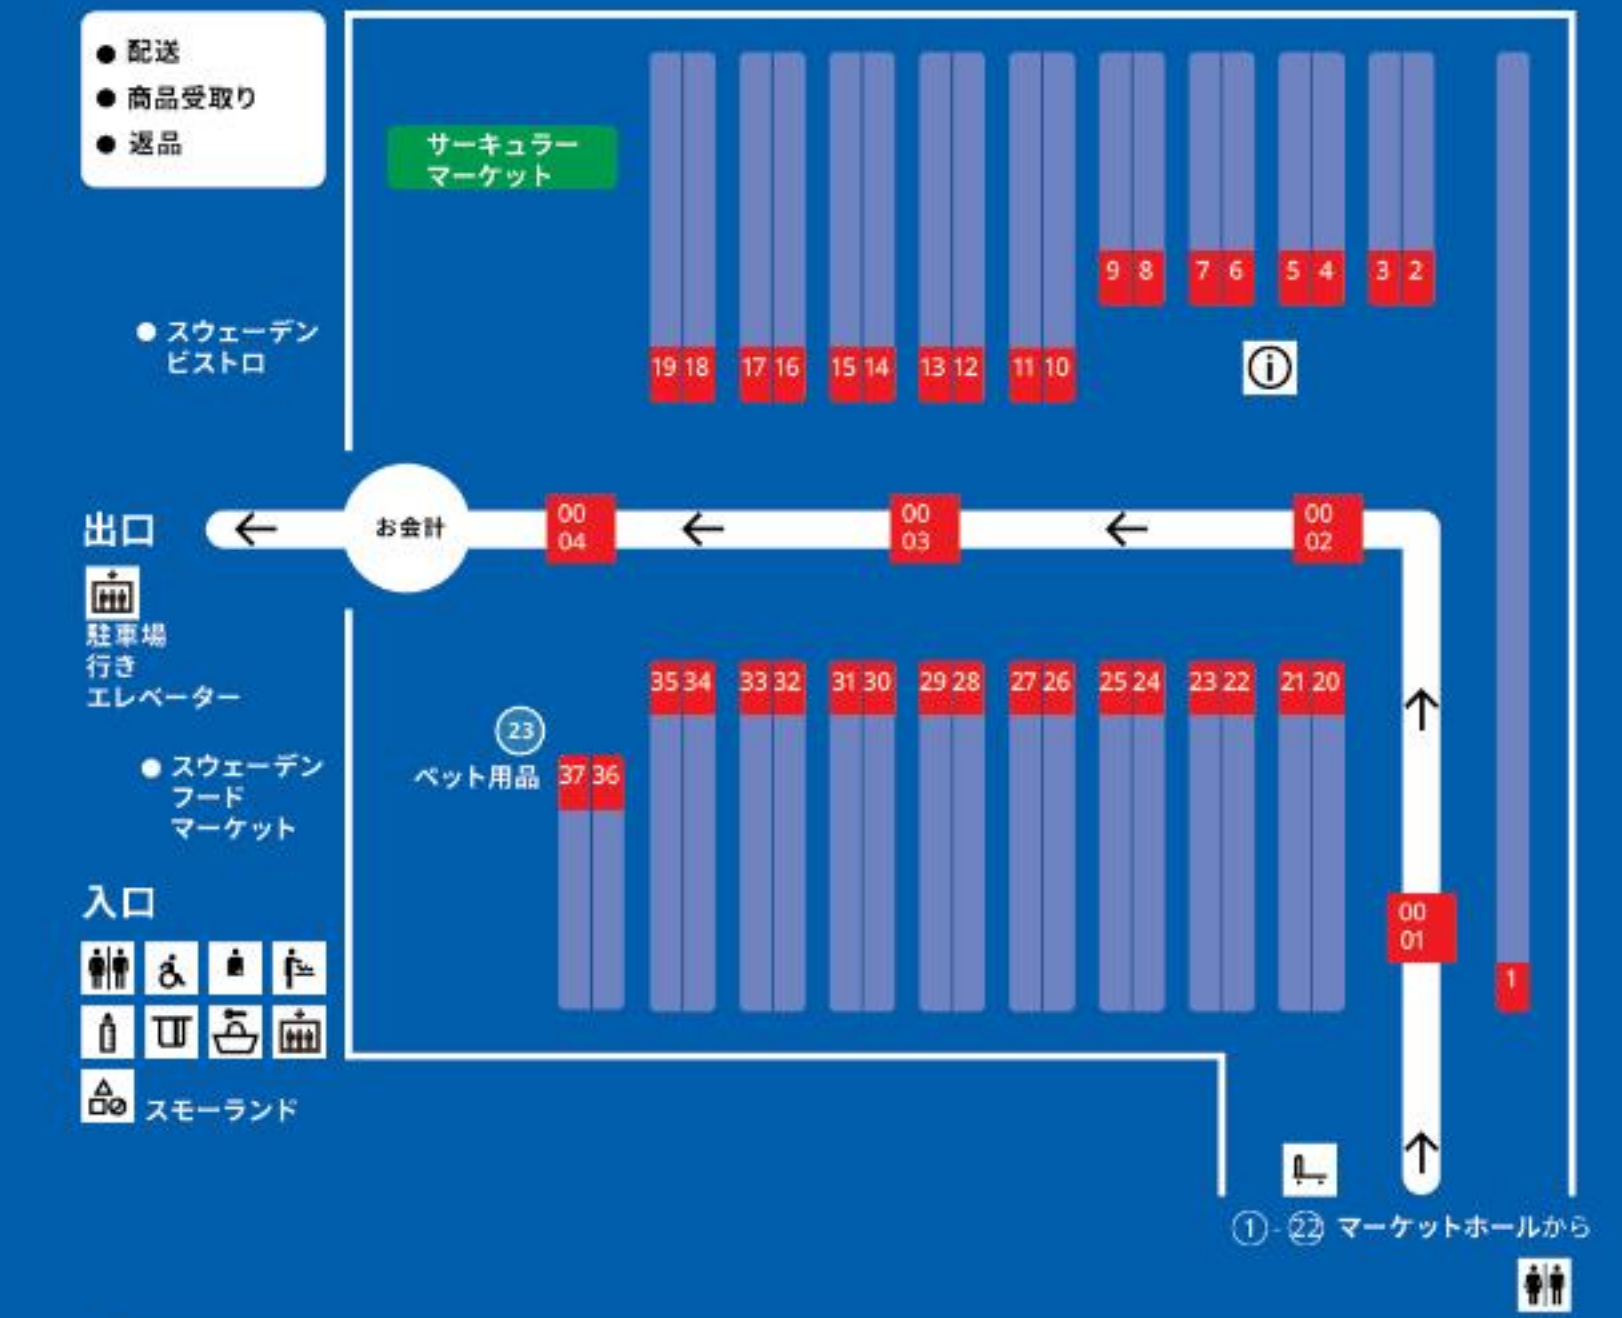 ● 配送
● 商品受取り
● 返品
サーキュラー
マーケット
9 8 7 6 5 4 3 2
● スウェーデン
ビストロ
19 18 17 16 15 14 13 12 11 10
出口
お会計
00
04
00
03
00
02
駐車場
行き
エレベーター
35 34 33 32 31 30 29 28 27 26 25 24 23 22 21 20
23
ペット用品
37 36
● スウェーデン
フード
マーケット
入口
00
01
1
スモーランド
① - ㉒ マーケットホールから